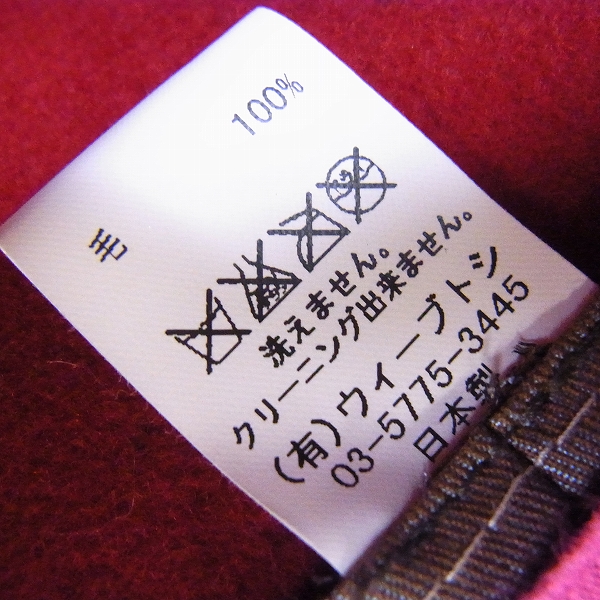 毛 100%
洗えません。
クリーニング出来ません。
(有)ウィーブトシ
03-5775-3445
日本製